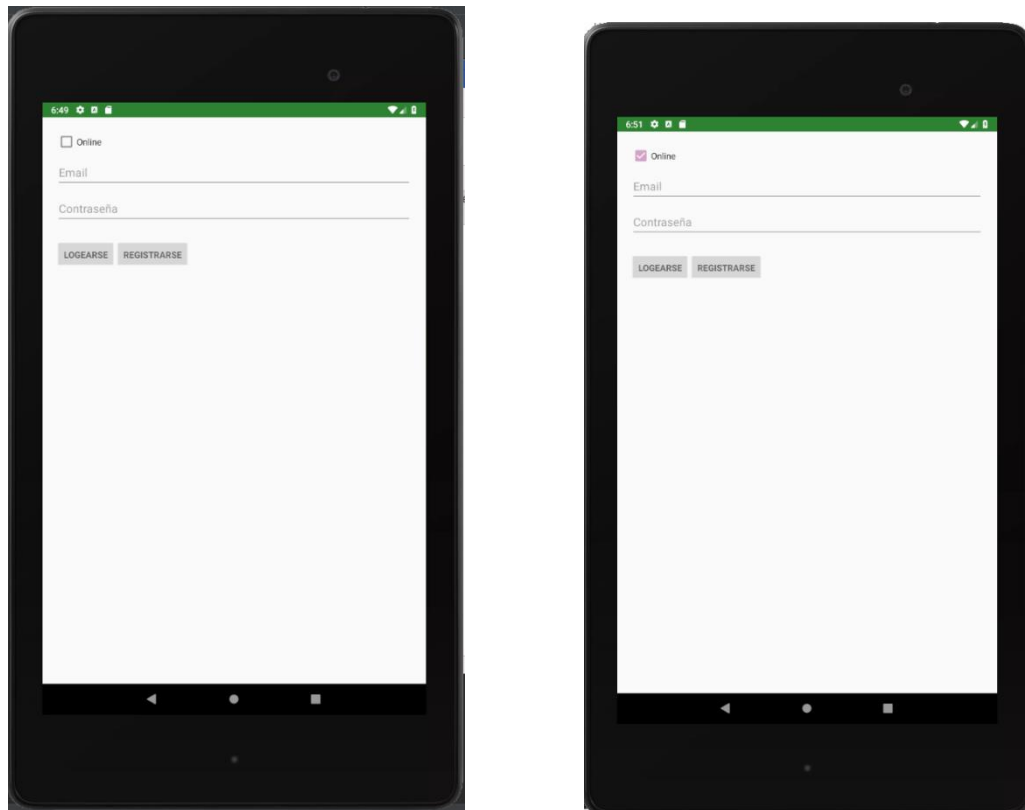 6:49
Online
Email
Contraseña
LOGEARSE REGISTRARSE
6:51
Online
Email
Contraseña
LOGEARSE REGISTRARSE